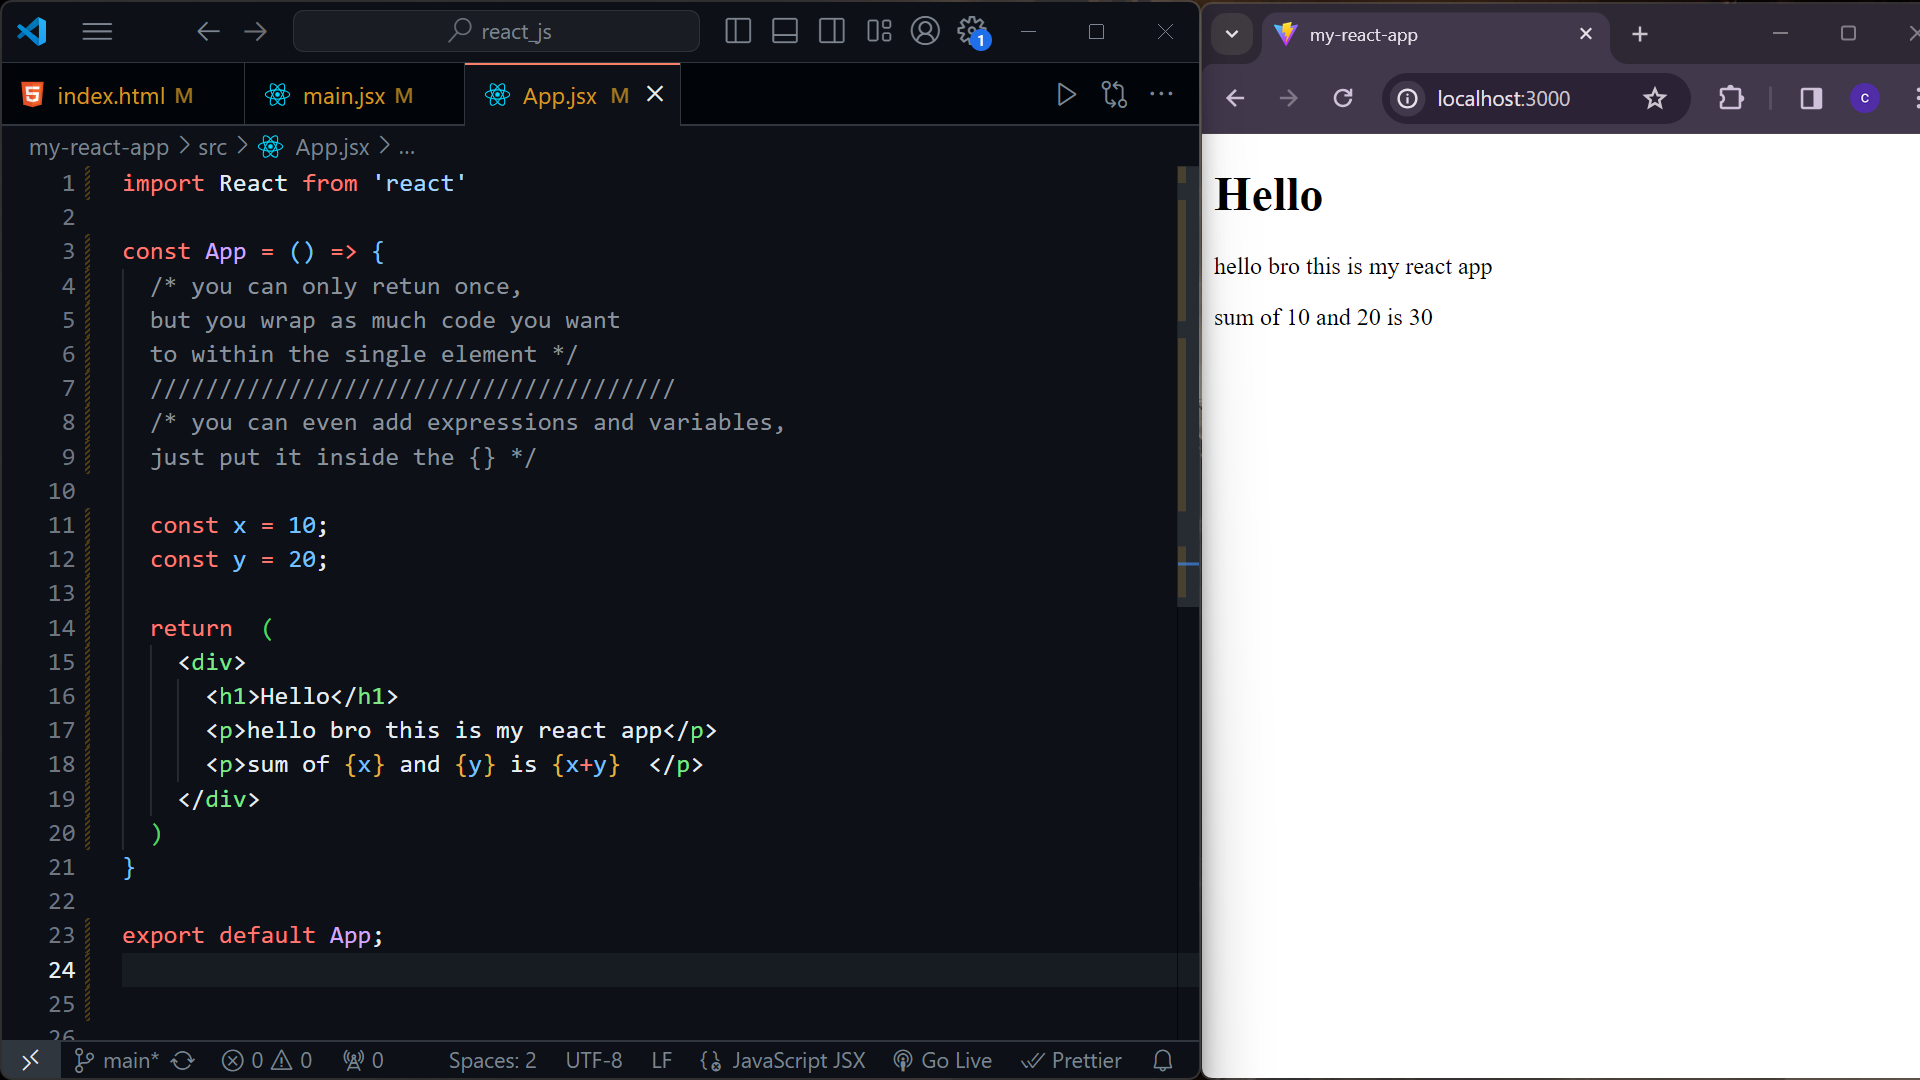 react_js
1
index.html M
main.jsx M
App.jsx M
my-react-app > src > App.jsx > ...
1 import React from 'react'
2
3 const App = () => {
4 /* you can only retun once,
5 but you wrap as much code you want
6 to within the single element */
7 //////////////////////////////////////
8 /* you can even add expressions and variables,
9 just put it inside the {} */
10
11 const x = 10;
12 const y = 20;
13
14 return  (
15 <div>
16 <h1>Hello</h1>
17 <p>hello bro this is my react app</p>
18 <p>sum of {x} and {y} is {x+y}  </p>
19 </div>
20 )
21 }
22
23 export default App;
24
25
26
main* 0 0 0 Spaces: 2 UTF-8 LF {} JavaScript JSX Go Live Prettier
my-react-app
localhost:3000
c
Hello
hello bro this is my react app
sum of 10 and 20 is 30